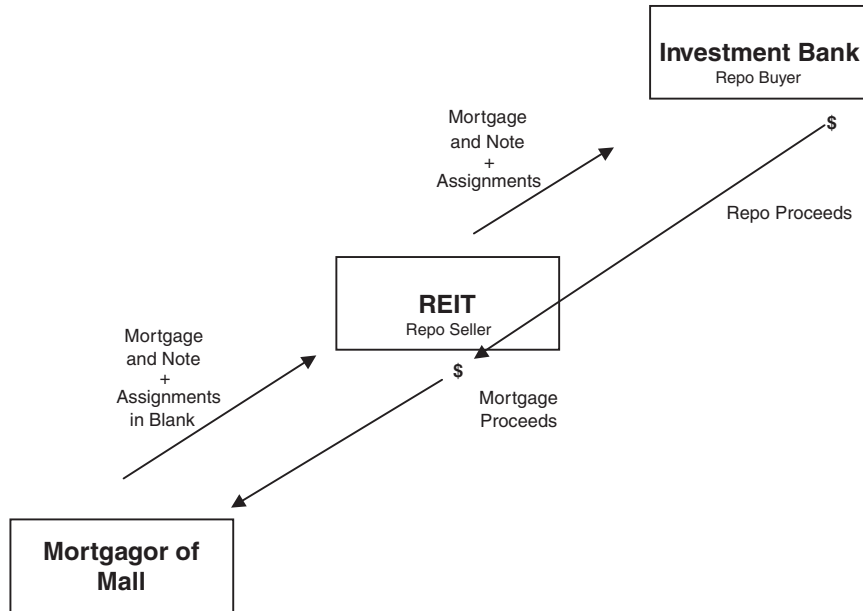 Investment Bank
Repo Buyer
$
Mortgage
and Note
+
Assignments
Repo Proceeds
REIT
Repo Seller
Mortgage
and Note
+
Assignments
in Blank
$
Mortgage
Proceeds
Mortgagor of
Mall